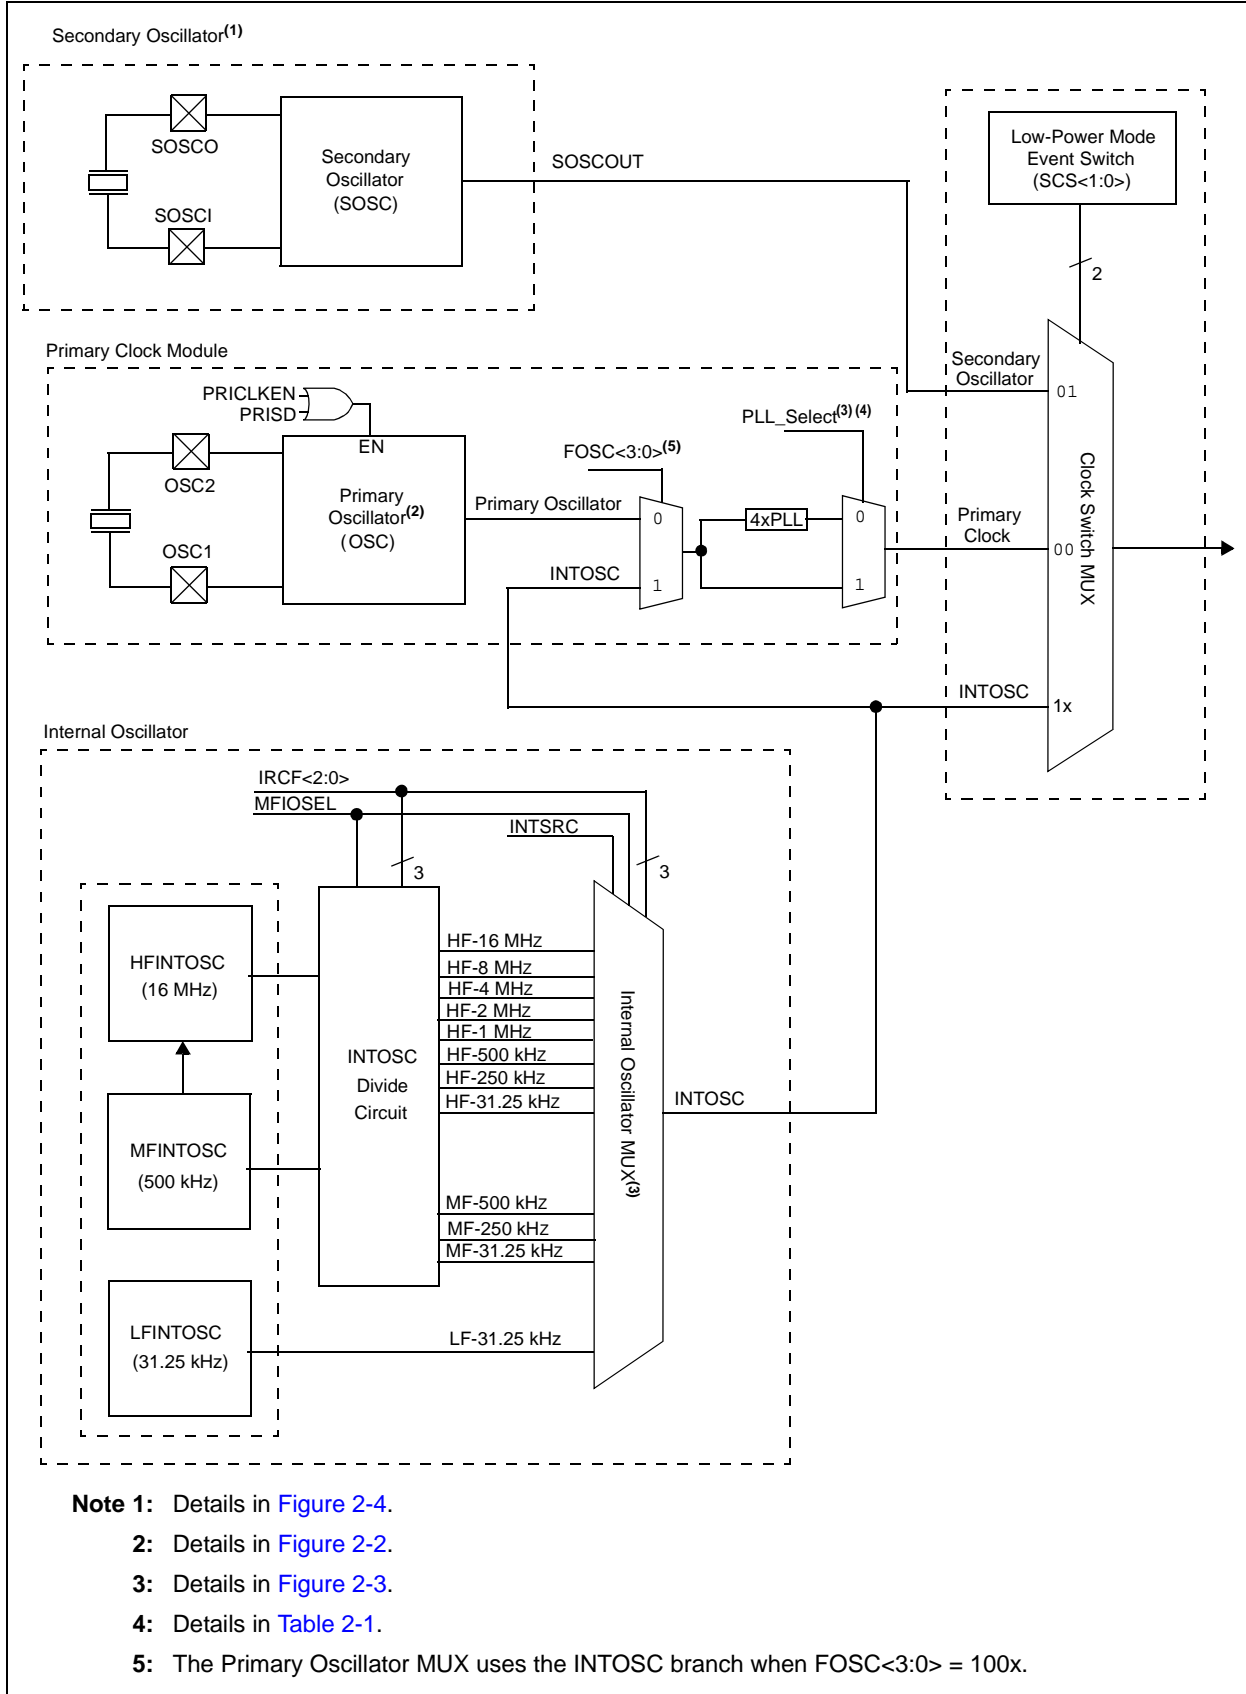 Secondary Oscillator(1)
SOSCO
SOSCI
Secondary
Oscillator
(SOSC)
SOSCOUT
Low-Power Mode
Event Switch
(SCS<1:0>)
2
Secondary
Oscillator
01
Primary
Clock
00
INTOSC
1x
Clock Switch MUX
Primary Clock Module
PRICLKEN
PRISD
EN
OSC2
OSC1
Primary
Oscillator(2)
(OSC)
Primary Oscillator
INTOSC
FOSC<3:0>(5)
0
1
4xPLL
PLL_Select(3) (4)
0
1
Internal Oscillator
IRCF<2:0>
MFIOSEL
INTSRC
3
3
HFINTOSC
(16 MHz)
MFINTOSC
(500 kHz)
LFINTOSC
(31.25 kHz)
INTOSC
Divide
Circuit
HF-16 MHz
HF-8 MHz
HF-4 MHz
HF-2 MHz
HF-1 MHz
HF-500 kHz
HF-250 kHz
HF-31.25 kHz
MF-500 kHz
MF-250 kHz
MF-31.25 kHz
LF-31.25 kHz
Internal Oscillator MUX(3)
INTOSC
Note 1: Details in Figure 2-4.
2: Details in Figure 2-2.
3: Details in Figure 2-3.
4: Details in Table 2-1.
5: The Primary Oscillator MUX uses the INTOSC branch when FOSC<3:0> = 100x.